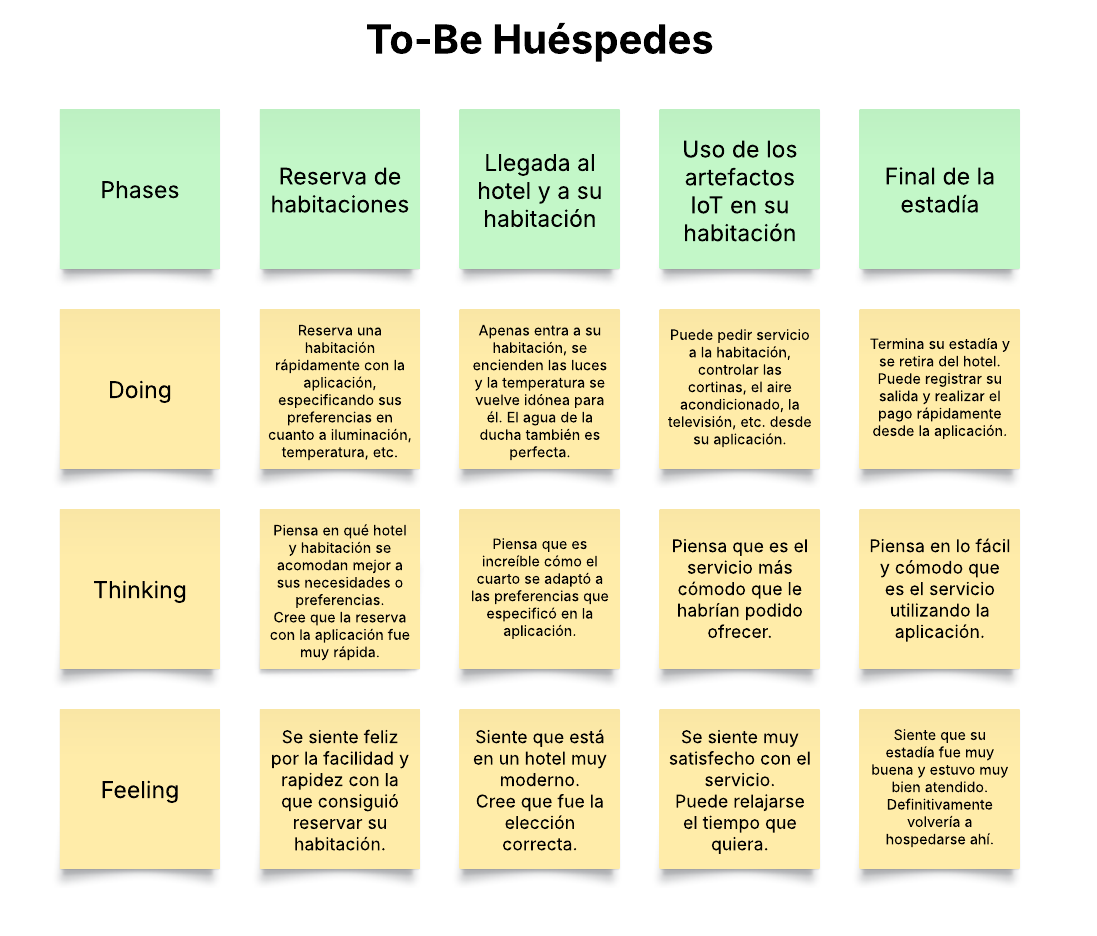 To-Be Huéspedes
Phases
Reserva de
habitaciones
Llegada al
hotel y a su
habitación
Uso de los
artefactos
IoT en su
habitación
Final de la
estadía
Doing
Reserva una
habitación
rápidamente con la
aplicación,
especificando sus
preferencias en
cuanto a iluminación,
temperatura, etc.
Apenas entra a su
habitación, se
encienden las luces
y la temperatura se
vuelve idónea para
él. El agua de la
ducha también es
perfecta.
Puede pedir servicio
a la habitación,
controlar las
cortinas, el aire
acondicionado, la
televisión, etc. desde
su aplicación.
Termina su estadía y
se retira del hotel.
Puede registrar su
salida y realizar el
pago rápidamente
desde la aplicación.
Thinking
Piensa en qué hotel
y habitación se
acomodan mejor a
sus necesidades o
preferencias.
Cree que la reserva
con la aplicación fue
muy rápida.
Piensa que es
increíble cómo el
cuarto se adaptó a
las preferencias que
especificó en la
aplicación.
Piensa que es el
servicio más
cómodo que le
habrían podido
ofrecer.
Piensa en lo fácil
y cómodo que
es el servicio
utilizando la
aplicación.
Feeling
Se siente feliz
por la facilidad y
rapidez con la
que consiguió
reservar su
habitación.
Siente que está
en un hotel muy
moderno.
Cree que fue la
elección
correcta.
Se siente muy
satisfecho con el
servicio.
Puede relajarse
el tiempo que
quiera.
Siente que su
estadía fue muy
buena y estuvo muy
bien atendido.
Definitivamente
volvería a
hospedarse ahí.